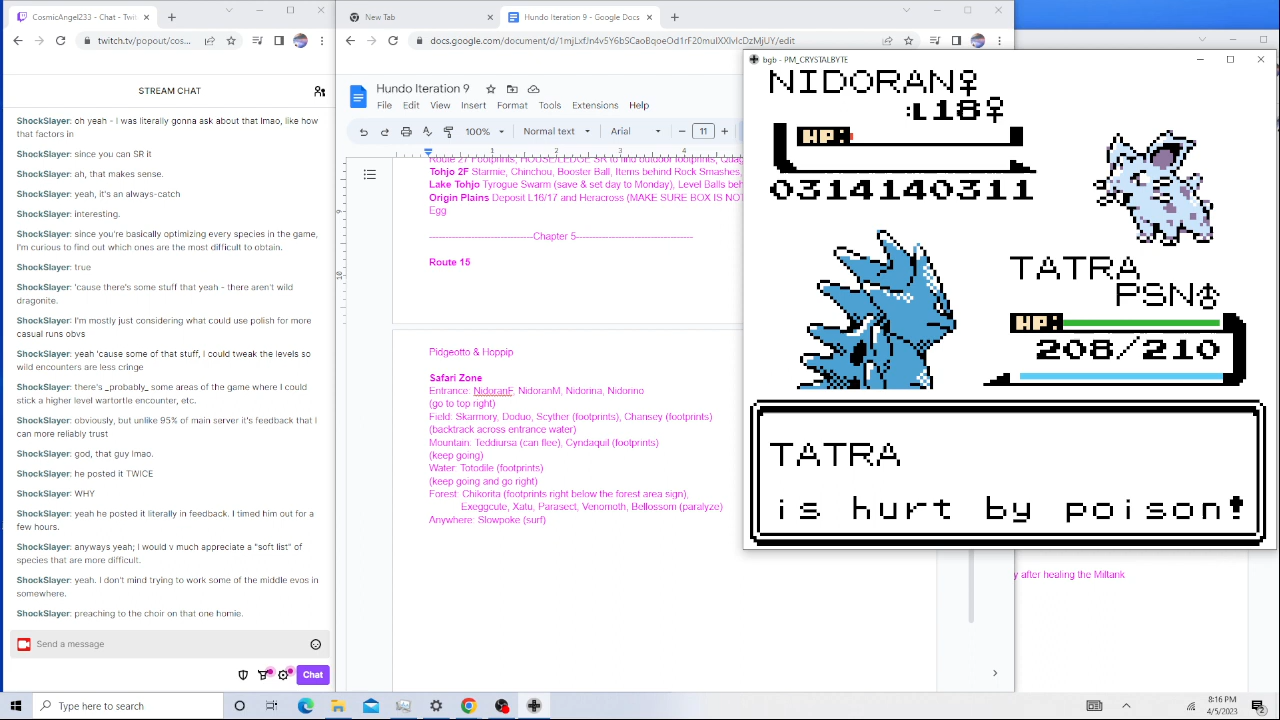 CosmicAngel233 - Chat - Twit
twitch.tv/popout/cos...
STREAM CHAT
ShockSlayer: oh yeah - I was literally gonna ask about that final, like how
that factors in
ShockSlayer: since you can SR it
ShockSlayer: ah, that makes sense.
ShockSlayer: yeah, it's an always-catch
ShockSlayer: interesting.
ShockSlayer: since you're basically optimizing every species in the game,
I'm curious to find out which ones are the most difficult to obtain.
ShockSlayer: true
ShockSlayer: 'cause there's some stuff that yeah - there aren't wild
dragonite.
ShockSlayer: I'm mostly just considering what could use polish for more
casual runs obvs
ShockSlayer: yeah 'cause some of that stuff, I could tweak the levels so
wild encounters are less cringe
ShockSlayer: there's _probably_ some areas of the game where I could
stick a higher level wartortle encounter, etc.
ShockSlayer: obviously, but unlike 95% of main server it's feedback that I
can more reliably trust
ShockSlayer: god, that guy lmao.
ShockSlayer: he posted it TWICE
ShockSlayer: WHY
ShockSlayer: yeah he posted it literally in feedback. I timed him out for a
few hours.
ShockSlayer: anyways yeah; I would v much appreciate a "soft list" of
species that are more difficult.
ShockSlayer: yeah. I don't mind trying to work some of the middle evos in
somewhere.
ShockSlayer: preaching to the choir on that one homie.
Send a message
Chat
New Tab
Hundo Iteration 9 - Google Docs
Hundo Iteration 9
File Edit View Insert Format Tools Extensions Help
100%
Normal text
Arial
11
1 2 3 4
9
10
Tohjo 2F Starmie, Chinchou, Booster Ball, Items behind Rock Smashes,
Lake Tohjo Tyrogue Swarm (save & set day to Monday), Level Balls beh
Origin Plains Deposit L16/17 and Heracross (MAKE SURE BOX IS NOT
Egg
Chapter 5
Route 15
Pidgeotto & Hoppip
Safari Zone
Entrance: NidoranF, NidoranM, Nidorina, Nidorino
(go to top right)
Field: Skarmory, Doduo, Scyther (footprints), Chansey (footprints)
(backtrack across entrance water)
Mountain: Teddiursa (can flee), Cyndaquil (footprints)
(keep going)
Water: Totodile (footprints)
(keep going and go right)
Forest: Chikorita (footprints right below the forest area sign),
Exeggcute, Xatu, Parasect, Venomoth, Bellossom (paralyze)
Anywhere: Slowpoke (surf)
y after healing the Miltank
bgb - PM_CRYSTALBYTE
NIDORAN♀
:L18♀
HP:
0314140311
TATRA
PSN♂
HP:
208/210
TATRA
is hurt by poison!
Type here to search
8:16 PM
4/5/2023
2